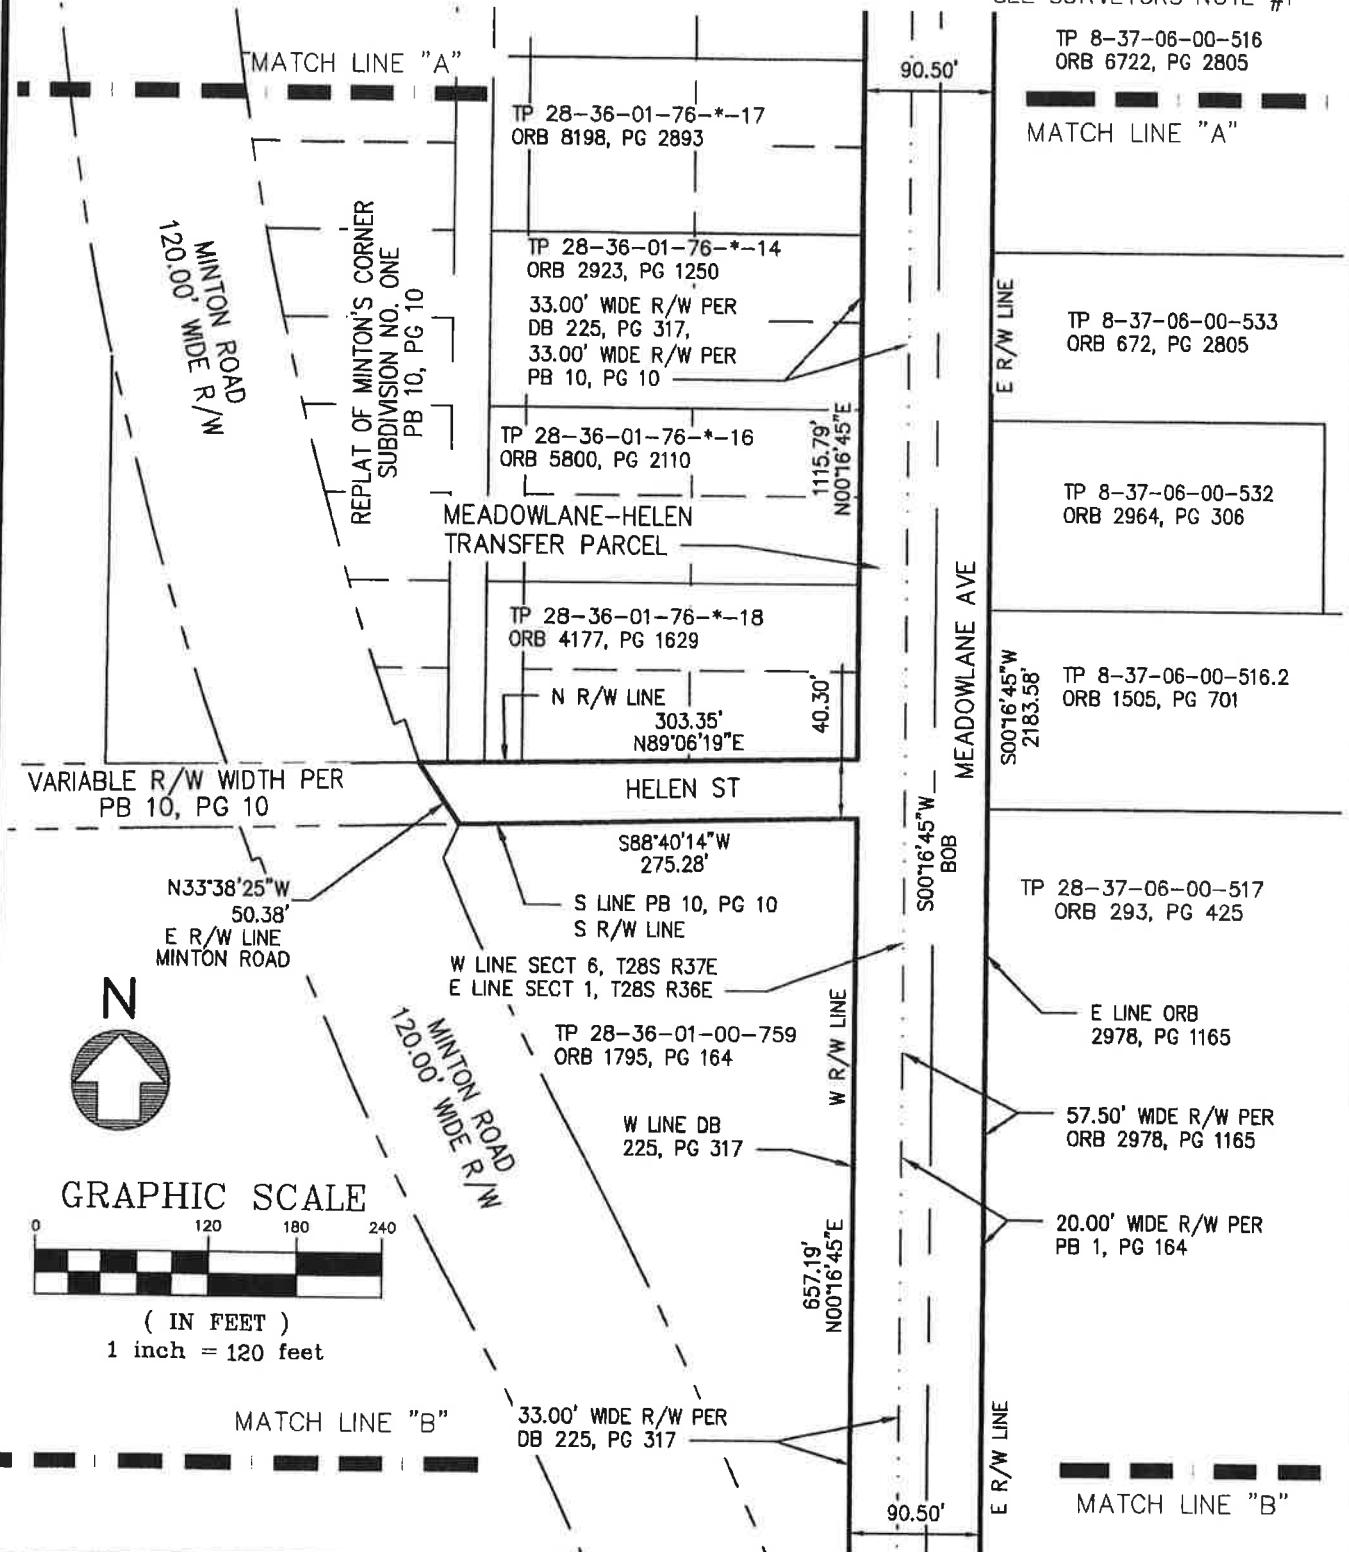 TP 8-37-06-00-516
ORB 6722, PG 2805
MATCH LINE "A"
90.50'
MATCH LINE "A"
TP 28-36-01-76-*-17
ORB 8198, PG 2893
MINTON ROAD
120.00' WIDE R/W
REPLAT OF MINTON'S CORNER
SUBDIVISION NO. ONE
PB 10, PG 10
TP 28-36-01-76-*-14
ORB 2923, PG 1250
33.00' WIDE R/W PER
DB 225, PG 317,
33.00' WIDE R/W PER
PB 10, PG 10
E R/W LINE
TP 8-37-06-00-533
ORB 672, PG 2805
TP 28-36-01-76-*-16
ORB 5800, PG 2110
1115.79'
N00°16'45"E
TP 8-37-06-00-532
ORB 2964, PG 306
MEADOWLANE-HELEN
TRANSFER PARCEL
MEADOWLANE AVE
TP 28-36-01-76-*-18
ORB 4177, PG 1629
S00°16'45"W
2183.58'
TP 8-37-06-00-516.2
ORB 1505, PG 701
N R/W LINE
303.35'
N89°06'19"E
40.30'
VARIABLE R/W WIDTH PER
PB 10, PG 10
HELEN ST
S00°16'45"W
BOB
S88°40'14"W
275.28'
N33°38'25"W
50.38'
E R/W LINE
MINTON ROAD
S LINE PB 10, PG 10
S R/W LINE
TP 28-37-06-00-517
ORB 293, PG 425
W LINE SECT 6, T28S R37E
E LINE SECT 1, T28S R36E
N
E LINE ORB
2978, PG 1165
MINTON ROAD
120.00' WIDE R/W
TP 28-36-01-00-759
ORB 1795, PG 164
W R/W LINE
W LINE DB
225, PG 317
57.50' WIDE R/W PER
ORB 2978, PG 1165
GRAPHIC SCALE
0 120 180 240
( IN FEET )
1 inch = 120 feet
657.19'
N00°16'45"E
20.00' WIDE R/W PER
PB 1, PG 164
MATCH LINE "B"
33.00' WIDE R/W PER
DB 225, PG 317
E R/W LINE
90.50'
MATCH LINE "B"